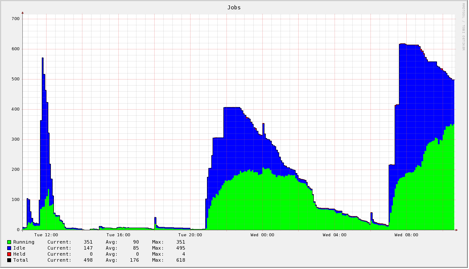 Jobs
700
600
500
400
300
200
100
0
Tue 12:00 Tue 16:00 Tue 20:00 Wed 00:00 Wed 04:00 Wed 08:00
Running Current: 351 Avg: 90 Max: 351
Idle Current: 147 Avg: 85 Max: 495
Held Current: 0 Avg: 0 Max: 4
Total Current: 498 Avg: 176 Max: 618